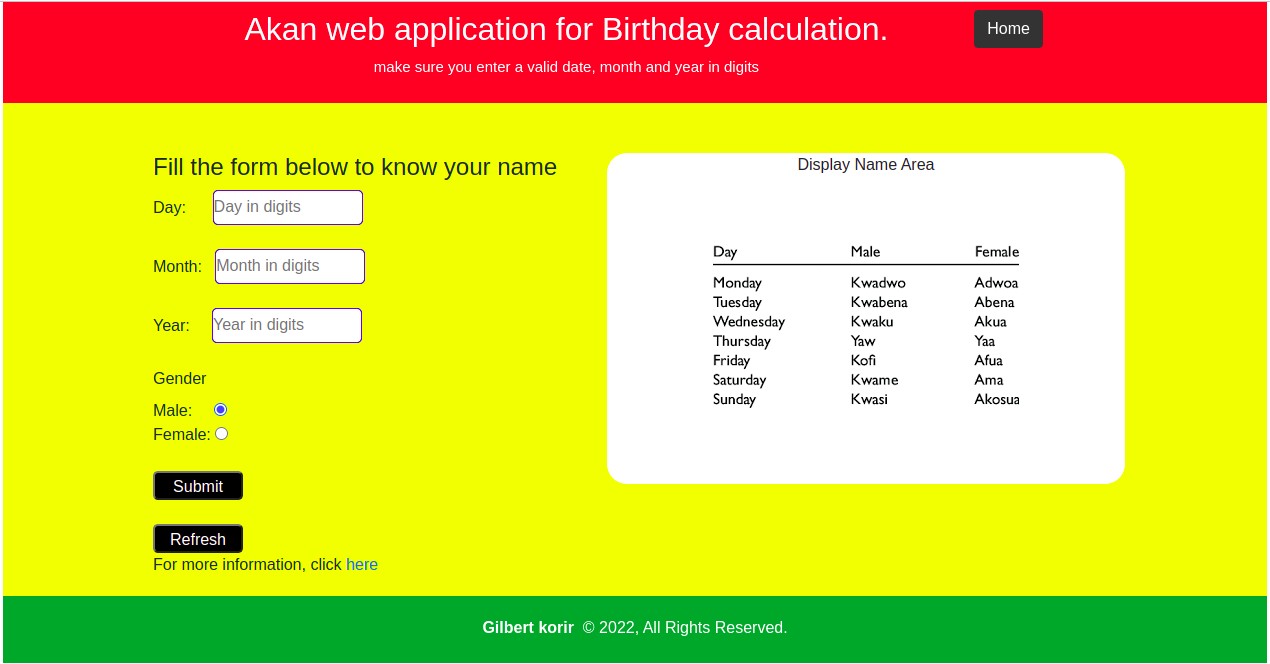 Akan web application for Birthday calculation.
Home
make sure you enter a valid date, month and year in digits
Fill the form below to know your name
Day: Day in digits
Month: Month in digits
Year: Year in digits
Gender
Male:
Female:
Submit
Refresh
For more information, click here
Display Name Area
Day Male Female
Monday Kwadwo Adwoa
Tuesday Kwabena Abena
Wednesday Kwaku Akua
Thursday Yaw Yaa
Friday Kofi Afua
Saturday Kwame Ama
Sunday Kwasi Akosua
Gilbert korir © 2022, All Rights Reserved.